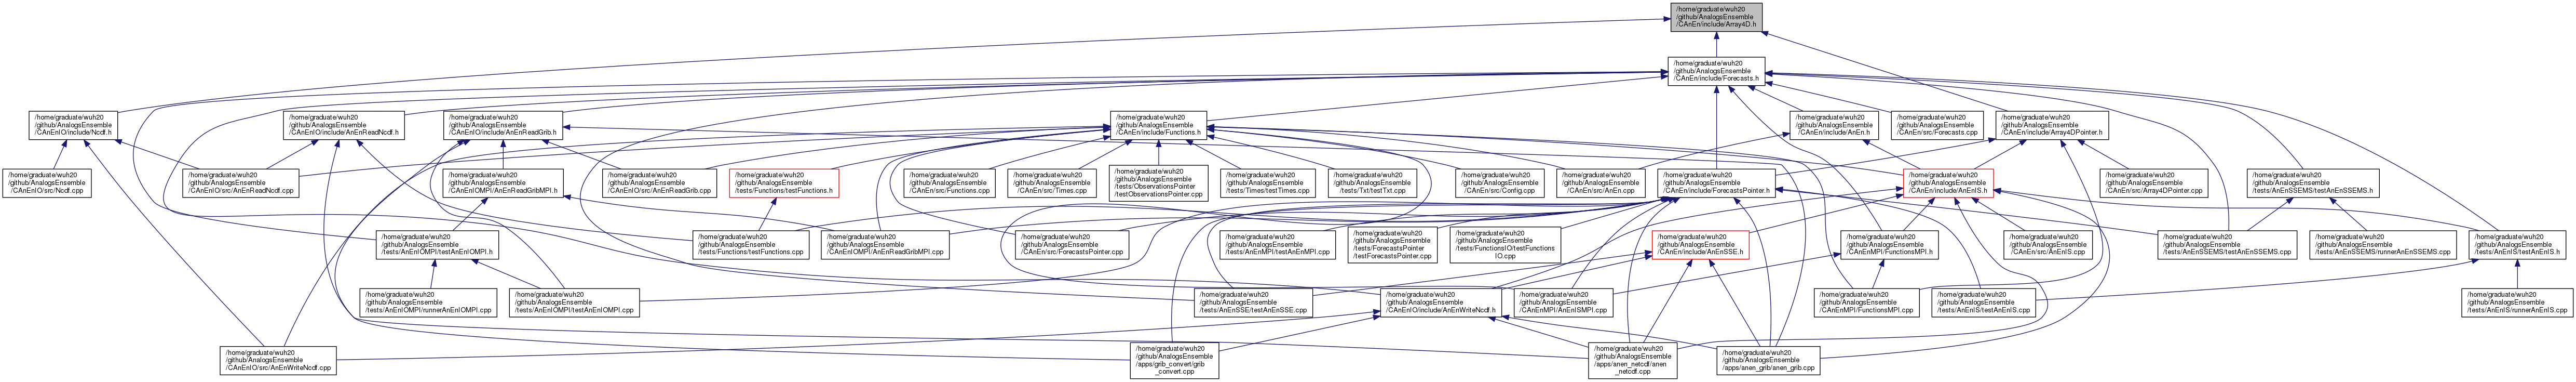 /home/graduate/wuh20
/github/AnalogsEnsemble
/CAnEn/include/Array4D.h
/home/graduate/wuh20
/github/AnalogsEnsemble
/CAnEn/include/Forecasts.h
/home/graduate/wuh20
/github/AnalogsEnsemble
/CAnEnIO/include/Ncdf.h
/home/graduate/wuh20
/github/AnalogsEnsemble
/CAnEnIO/include/AnEnReadNcdf.h
/home/graduate/wuh20
/github/AnalogsEnsemble
/CAnEnIO/include/AnEnReadGrib.h
/home/graduate/wuh20
/github/AnalogsEnsemble
/CAnEn/include/Functions.h
/home/graduate/wuh20
/github/AnalogsEnsemble
/CAnEn/include/AnEn.h
/home/graduate/wuh20
/github/AnalogsEnsemble
/CAnEn/src/Forecasts.cpp
/home/graduate/wuh20
/github/AnalogsEnsemble
/CAnEn/include/Array4DPointer.h
/home/graduate/wuh20
/github/AnalogsEnsemble
/CAnEnIO/src/Ncdf.cpp
/home/graduate/wuh20
/github/AnalogsEnsemble
/CAnEnIO/src/AnEnReadNcdf.cpp
/home/graduate/wuh20
/github/AnalogsEnsemble
/CAnEnIOMPI/AnEnReadGribMPI.h
/home/graduate/wuh20
/github/AnalogsEnsemble
/CAnEnIO/src/AnEnReadGrib.cpp
/home/graduate/wuh20
/github/AnalogsEnsemble
/tests/Functions/testFunctions.h
/home/graduate/wuh20
/github/AnalogsEnsemble
/CAnEn/src/Functions.cpp
/home/graduate/wuh20
/github/AnalogsEnsemble
/CAnEn/src/Times.cpp
/home/graduate/wuh20
/github/AnalogsEnsemble
/tests/ObservationsPointer
/testObservationsPointer.cpp
/home/graduate/wuh20
/github/AnalogsEnsemble
/tests/Times/testTimes.cpp
/home/graduate/wuh20
/github/AnalogsEnsemble
/tests/Txt/testTxt.cpp
/home/graduate/wuh20
/github/AnalogsEnsemble
/CAnEn/src/Config.cpp
/home/graduate/wuh20
/github/AnalogsEnsemble
/CAnEn/src/AnEn.cpp
/home/graduate/wuh20
/github/AnalogsEnsemble
/CAnEn/include/ForecastsPointer.h
/home/graduate/wuh20
/github/AnalogsEnsemble
/CAnEn/include/AnEnIS.h
/home/graduate/wuh20
/github/AnalogsEnsemble
/CAnEn/src/Array4DPointer.cpp
/home/graduate/wuh20
/github/AnalogsEnsemble
/tests/AnEnSSEMS/testAnEnSSEMS.h
/home/graduate/wuh20
/github/AnalogsEnsemble
/tests/AnEnIOMPI/testAnEnIOMPI.h
/home/graduate/wuh20
/github/AnalogsEnsemble
/tests/Functions/testFunctions.cpp
/home/graduate/wuh20
/github/AnalogsEnsemble
/CAnEnIOMPI/AnEnReadGribMPI.cpp
/home/graduate/wuh20
/github/AnalogsEnsemble
/CAnEn/src/ForecastsPointer.cpp
/home/graduate/wuh20
/github/AnalogsEnsemble
/tests/AnEnMPI/testAnEnMPI.cpp
/home/graduate/wuh20
/github/AnalogsEnsemble
/tests/ForecastsPointer
/testForecastsPointer.cpp
/home/graduate/wuh20
/github/AnalogsEnsemble
/tests/FunctionsIO/testFunctions
IO.cpp
/home/graduate/wuh20
/github/AnalogsEnsemble
/CAnEn/include/AnEnSSE.h
/home/graduate/wuh20
/github/AnalogsEnsemble
/CAnEnMPI/FunctionsMPI.h
/home/graduate/wuh20
/github/AnalogsEnsemble
/CAnEn/src/AnEnIS.cpp
/home/graduate/wuh20
/github/AnalogsEnsemble
/tests/AnEnSSEMS/testAnEnSSEMS.cpp
/home/graduate/wuh20
/github/AnalogsEnsemble
/tests/AnEnSSEMS/runnerAnEnSSEMS.cpp
/home/graduate/wuh20
/github/AnalogsEnsemble
/tests/AnEnIS/testAnEnIS.h
/home/graduate/wuh20
/github/AnalogsEnsemble
/tests/AnEnIOMPI/runnerAnEnIOMPI.cpp
/home/graduate/wuh20
/github/AnalogsEnsemble
/tests/AnEnIOMPI/testAnEnIOMPI.cpp
/home/graduate/wuh20
/github/AnalogsEnsemble
/tests/AnEnSSE/testAnEnSSE.cpp
/home/graduate/wuh20
/github/AnalogsEnsemble
/CAnEnIO/include/AnEnWriteNcdf.h
/home/graduate/wuh20
/github/AnalogsEnsemble
/CAnEnMPI/AnEnISMPI.cpp
/home/graduate/wuh20
/github/AnalogsEnsemble
/CAnEnMPI/FunctionsMPI.cpp
/home/graduate/wuh20
/github/AnalogsEnsemble
/tests/AnEnIS/testAnEnIS.cpp
/home/graduate/wuh20
/github/AnalogsEnsemble
/tests/AnEnIS/runnerAnEnIS.cpp
/home/graduate/wuh20
/github/AnalogsEnsemble
/CAnEnIO/src/AnEnWriteNcdf.cpp
/home/graduate/wuh20
/github/AnalogsEnsemble
/apps/grib_convert/grib
_convert.cpp
/home/graduate/wuh20
/github/AnalogsEnsemble
/apps/anen_netcdf/anen
_netcdf.cpp
/home/graduate/wuh20
/github/AnalogsEnsemble
/apps/anen_grib/anen_grib.cpp